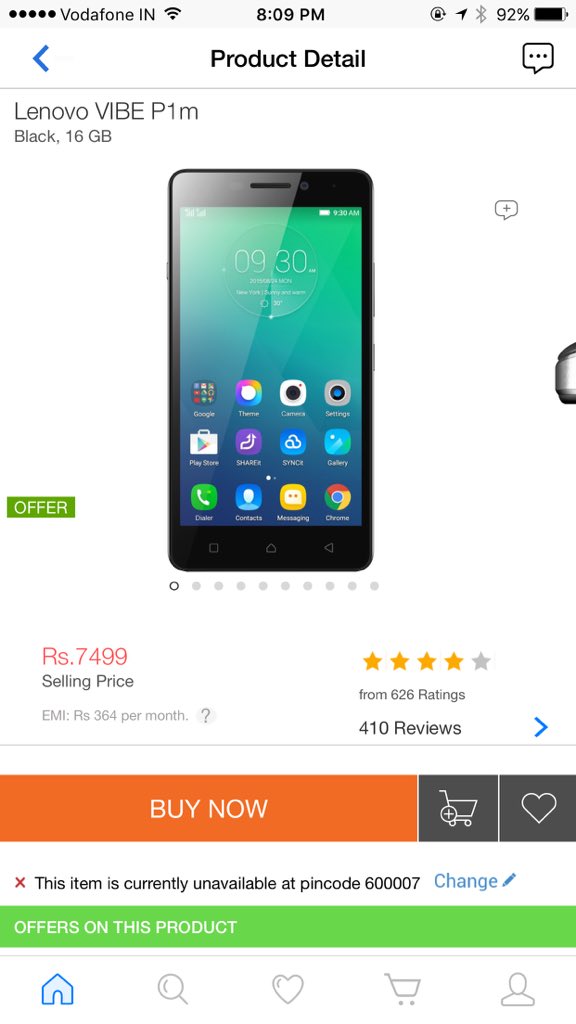 Vodafone IN
8:09 PM
92%
Product Detail
Lenovo VIBE P1m
Black, 16 GB
9:30 AM
09:30 AM
2015/08/24 MON
New York | Sunny and warm
30°
Google Theme Camera Settings
Play Store SHAREit SYNCit Gallery
Dialer Contacts Messaging Chrome
OFFER
Rs.7499
Selling Price
EMI: Rs 364 per month. ?
from 626 Ratings
410 Reviews
BUY NOW
This item is currently unavailable at pincode 600007 Change
OFFERS ON THIS PRODUCT